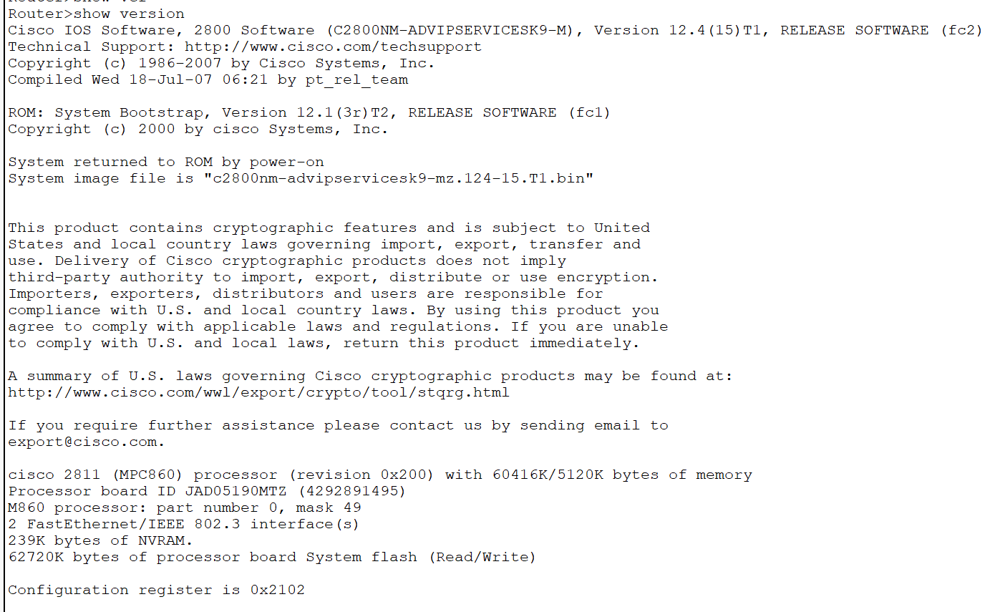 Router>show version
Cisco IOS Software, 2800 Software (C2800NM-ADVIPSERVICESK9-M), Version 12.4(15)T1, RELEASE SOFTWARE (fc2)
Technical Support: http://www.cisco.com/techsupport
Copyright (c) 1986-2007 by Cisco Systems, Inc.
Compiled Wed 18-Jul-07 06:21 by pt_rel_team
ROM: System Bootstrap, Version 12.1(3r)T2, RELEASE SOFTWARE (fc1)
Copyright (c) 2000 by cisco Systems, Inc.
System returned to ROM by power-on
System image file is "c2800nm-advipservicesk9-mz.124-15.T1.bin"
This product contains cryptographic features and is subject to United
States and local country laws governing import, export, transfer and
use. Delivery of Cisco cryptographic products does not imply
third-party authority to import, export, distribute or use encryption.
Importers, exporters, distributors and users are responsible for
compliance with U.S. and local country laws. By using this product you
agree to comply with applicable laws and regulations. If you are unable
to comply with U.S. and local laws, return this product immediately.
A summary of U.S. laws governing Cisco cryptographic products may be found at:
http://www.cisco.com/wwl/export/crypto/tool/stqrg.html
If you require further assistance please contact us by sending email to
export@cisco.com.
cisco 2811 (MPC860) processor (revision 0x200) with 60416K/5120K bytes of memory
Processor board ID JAD05190MTZ (4292891495)
M860 processor: part number 0, mask 49
2 FastEthernet/IEEE 802.3 interface(s)
239K bytes of NVRAM.
62720K bytes of processor board System flash (Read/Write)
Configuration register is 0x2102